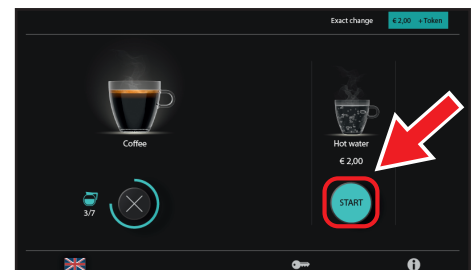 Exact change
€ 2,00 + Token
Coffee
Hot water
€ 2,00
3/7
START